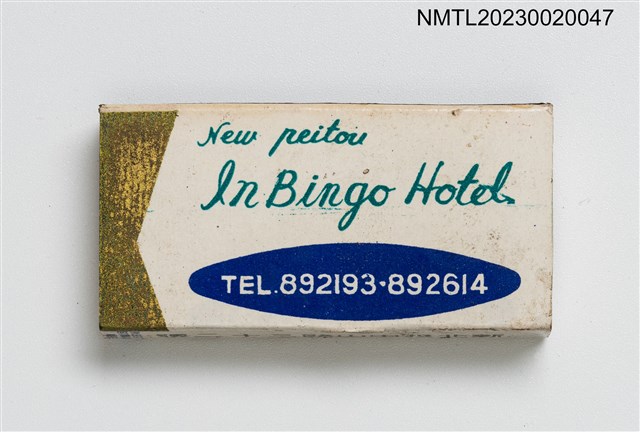 NMTL20230020047
New peitou
In Bingo Hotel
TEL.892193·892614